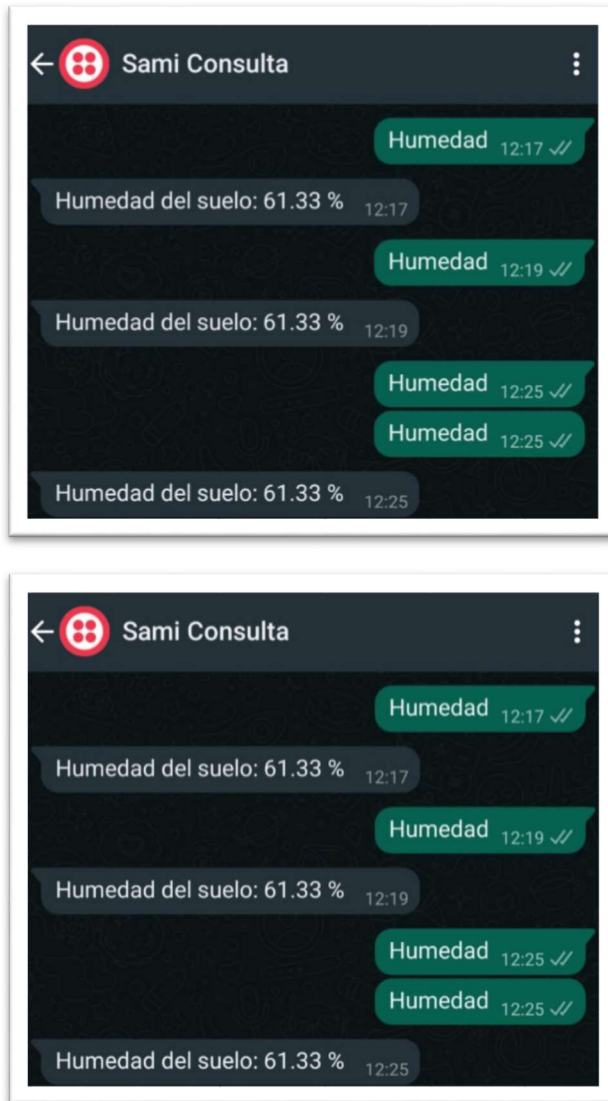 Sami Consulta
Humedad 12:17
Humedad del suelo: 61.33 % 12:17
Humedad 12:19
Humedad del suelo: 61.33 % 12:19
Humedad 12:25
Humedad 12:25
Humedad del suelo: 61.33 % 12:25
Sami Consulta
Humedad 12:17
Humedad del suelo: 61.33 % 12:17
Humedad 12:19
Humedad del suelo: 61.33 % 12:19
Humedad 12:25
Humedad 12:25
Humedad del suelo: 61.33 % 12:25